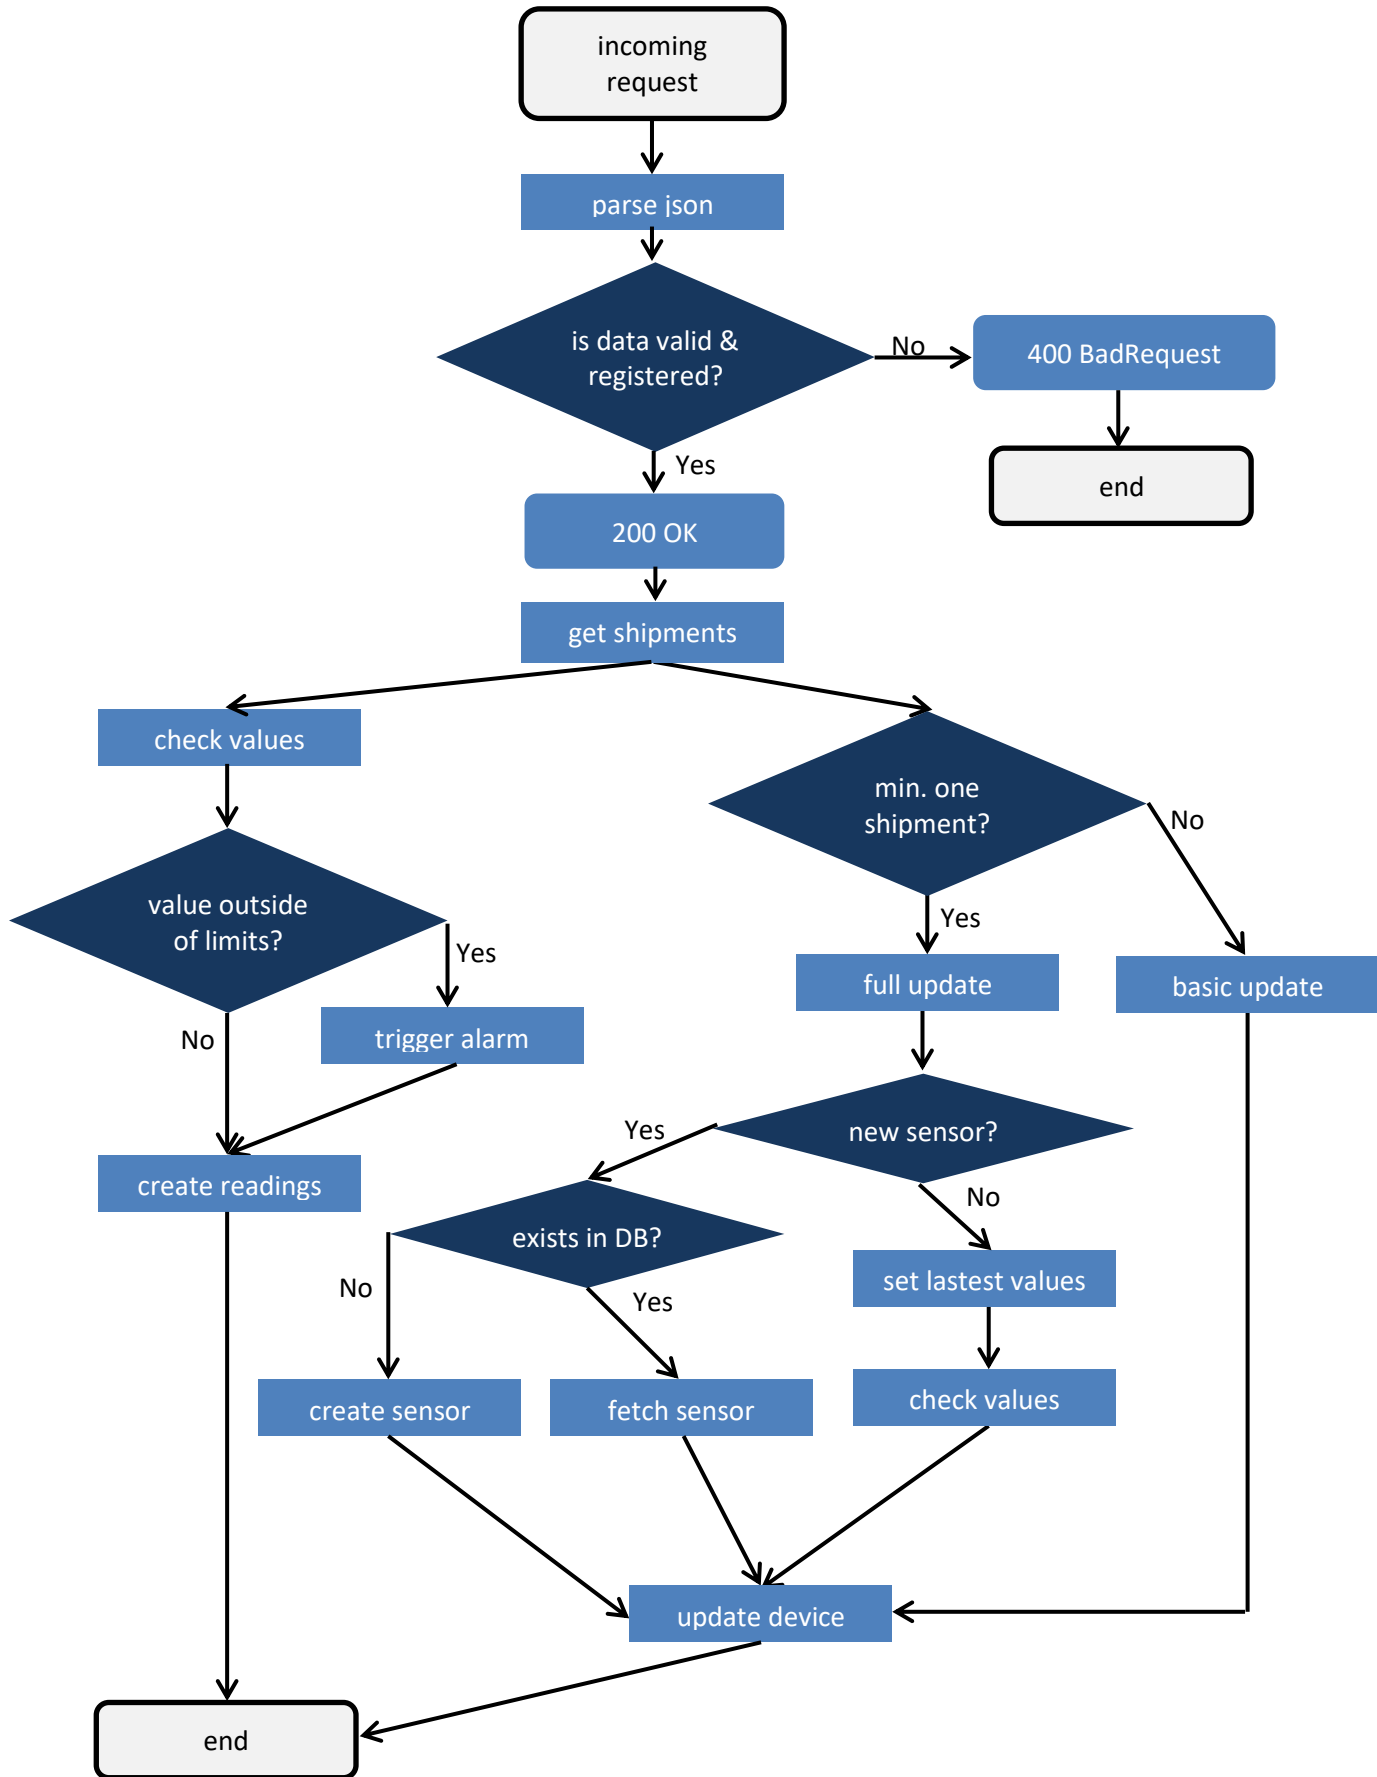 incoming
request
parse json
is data valid &
registered?
No
400 BadRequest
Yes
end
200 OK
get shipments
check values
min. one
shipment?
No
value outside
of limits?
Yes
Yes
full update
basic update
No
trigger alarm
new sensor?
Yes
create readings
No
exists in DB?
No
Yes
set lastest values
create sensor
fetch sensor
check values
update device
end